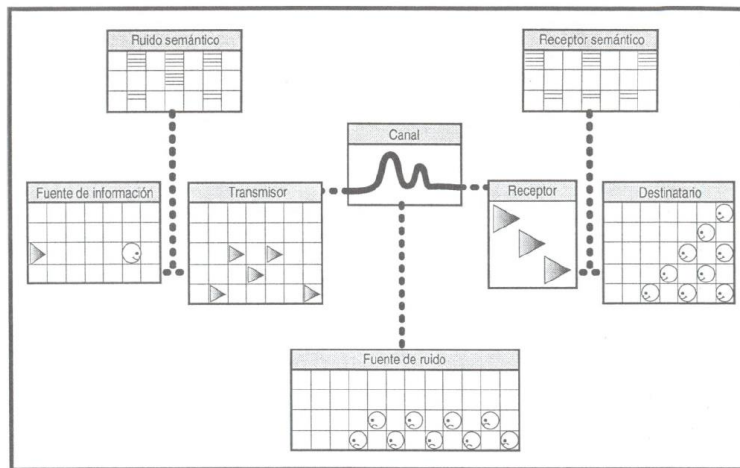 Ruido semántico
Receptor semántico
Canal
Fuente de información
Transmisor
Receptor
Destinatario
Fuente de ruido